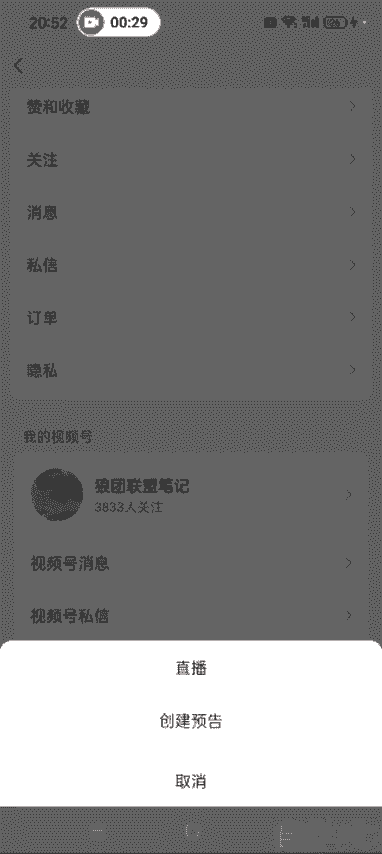 20:52
00:29
赞和收藏
关注
消息
私信
订单
隐私
我的视频号
狼团联盟笔记
3833人关注
视频号消息
视频号私信
直播
创建预告
取消